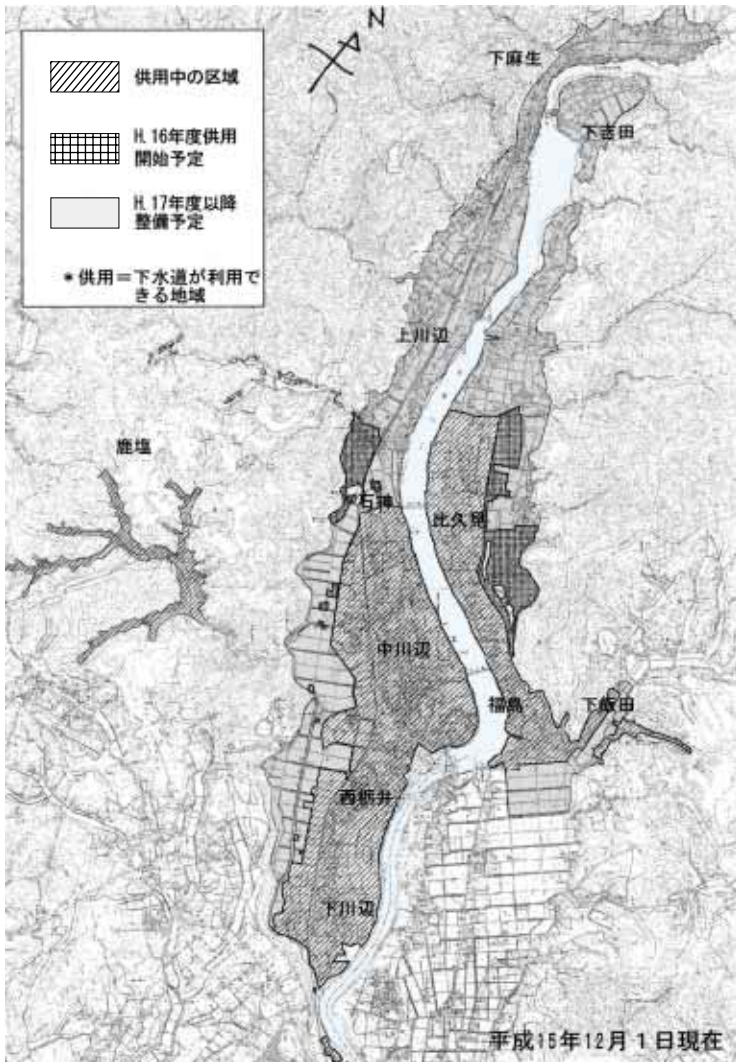 N
供用中の区域
H.16年度供用
開始予定
H.17年度以降
整備予定
*供用=下水道が利用で
きる地域
下麻生
下吉田
上川辺
鹿塩
石神
比久見
中川辺
福島
下飯田
西栃井
下川辺
平成15年12月1日現在